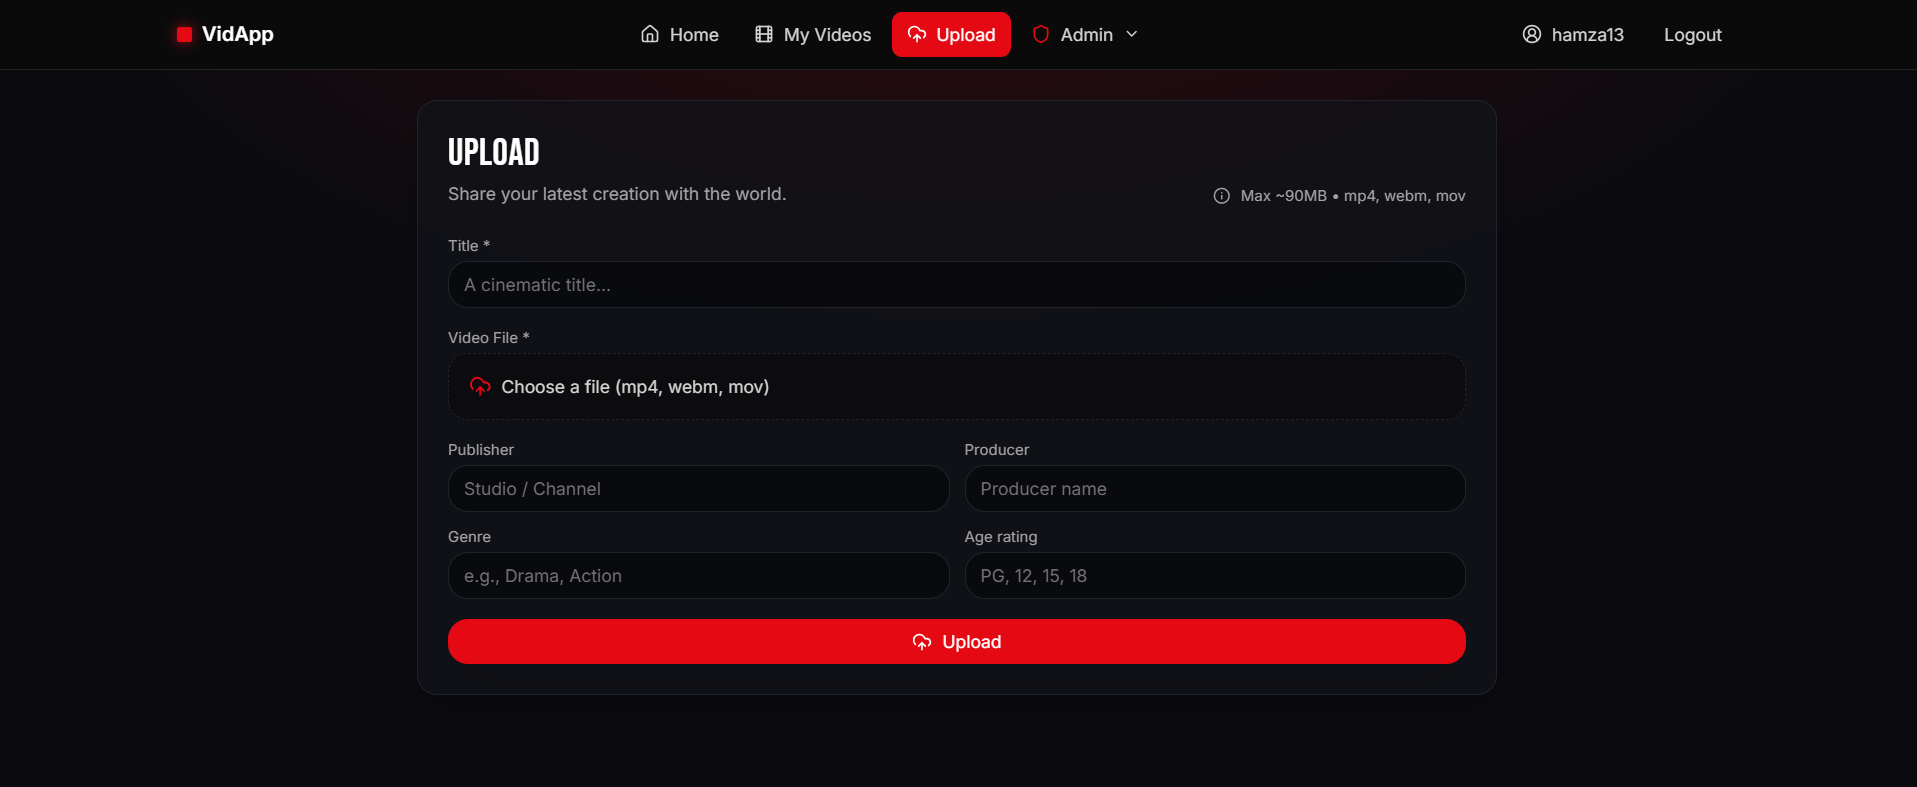 VidApp
Home
My Videos
Upload
Admin
hamza13
Logout
UPLOAD
Share your latest creation with the world.
Max ~90MB • mp4, webm, mov
Title *
A cinematic title...
Video File *
Choose a file (mp4, webm, mov)
Publisher
Producer
Studio / Channel
Producer name
Genre
Age rating
e.g., Drama, Action
PG, 12, 15, 18
Upload